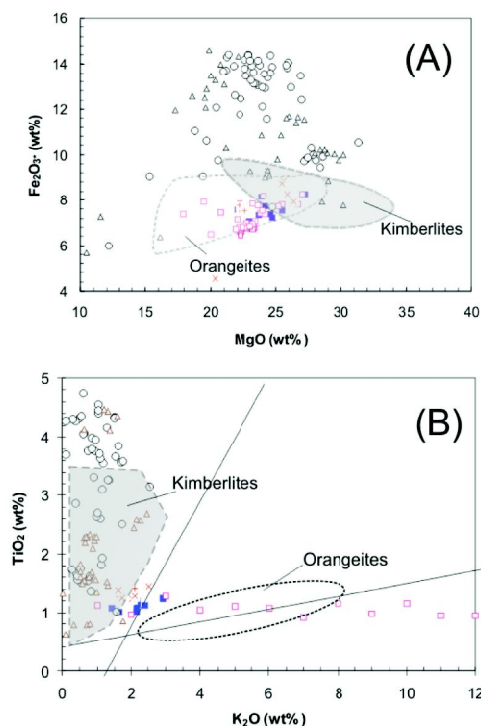 (A)
16
14
12
10
8
6
4
Fe2O3* (wt%)
Kimberlites
Orangeites
10 15 20 25 30 35 40
MgO (wt%)
(B)
5
4
3
2
1
0
TiO2 (wt%)
Kimberlites
Orangeites
0 2 4 6 8 10 12
K2O (wt%)